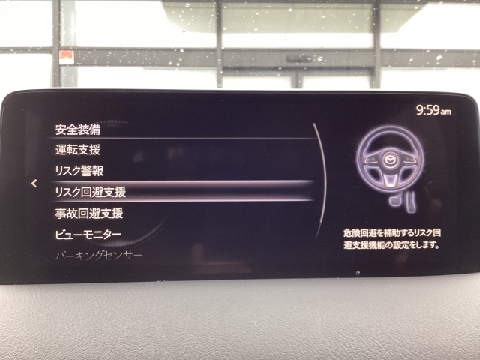 9:59am
安全装備
運転支援
リスク警報
リスク回避支援
事故回避支援
ビューモニター
パーキングセンサー
危険回避を補助するリスク回
避支援機能の設定をします。